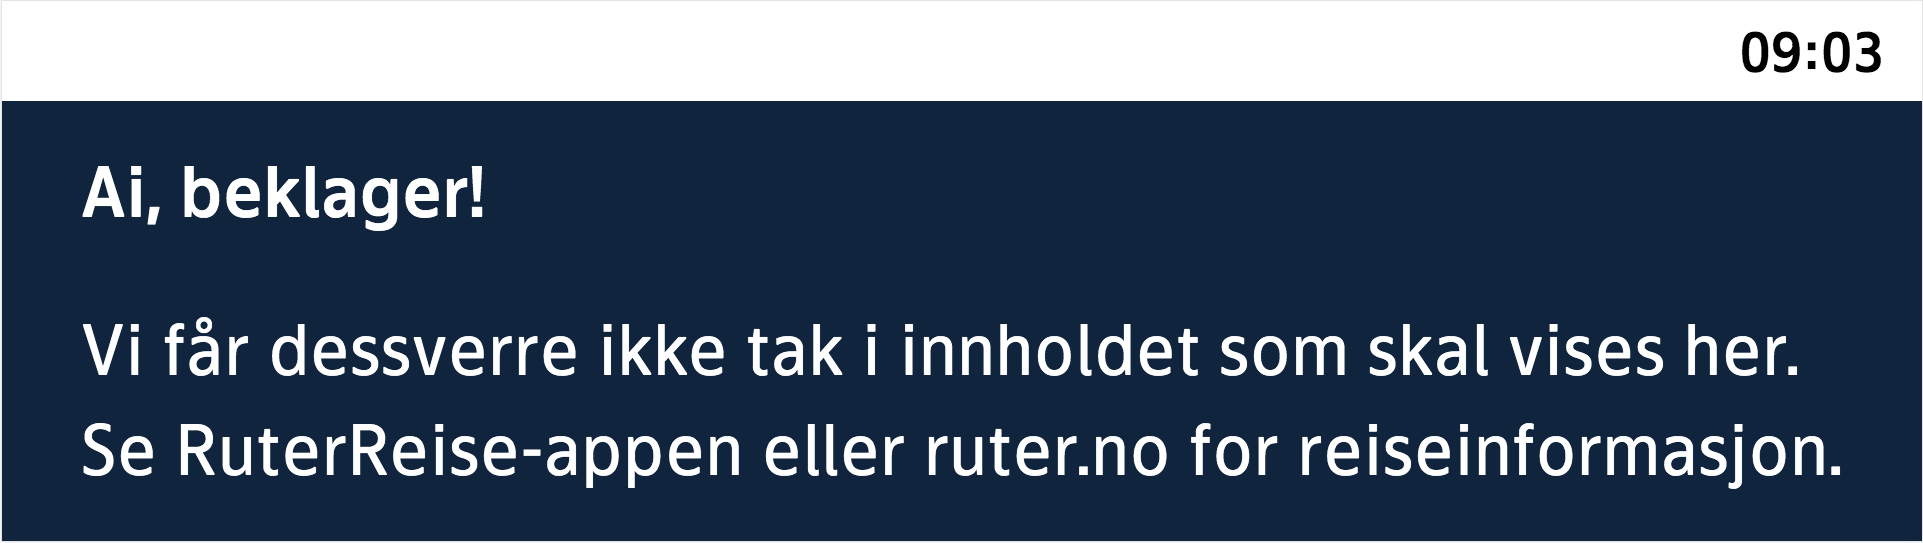 09:03
Ai, beklager!
Vi får dessverre ikke tak i innholdet som skal vises her.
Se RuterReise-appen eller ruter.no for reiseinformasjon.